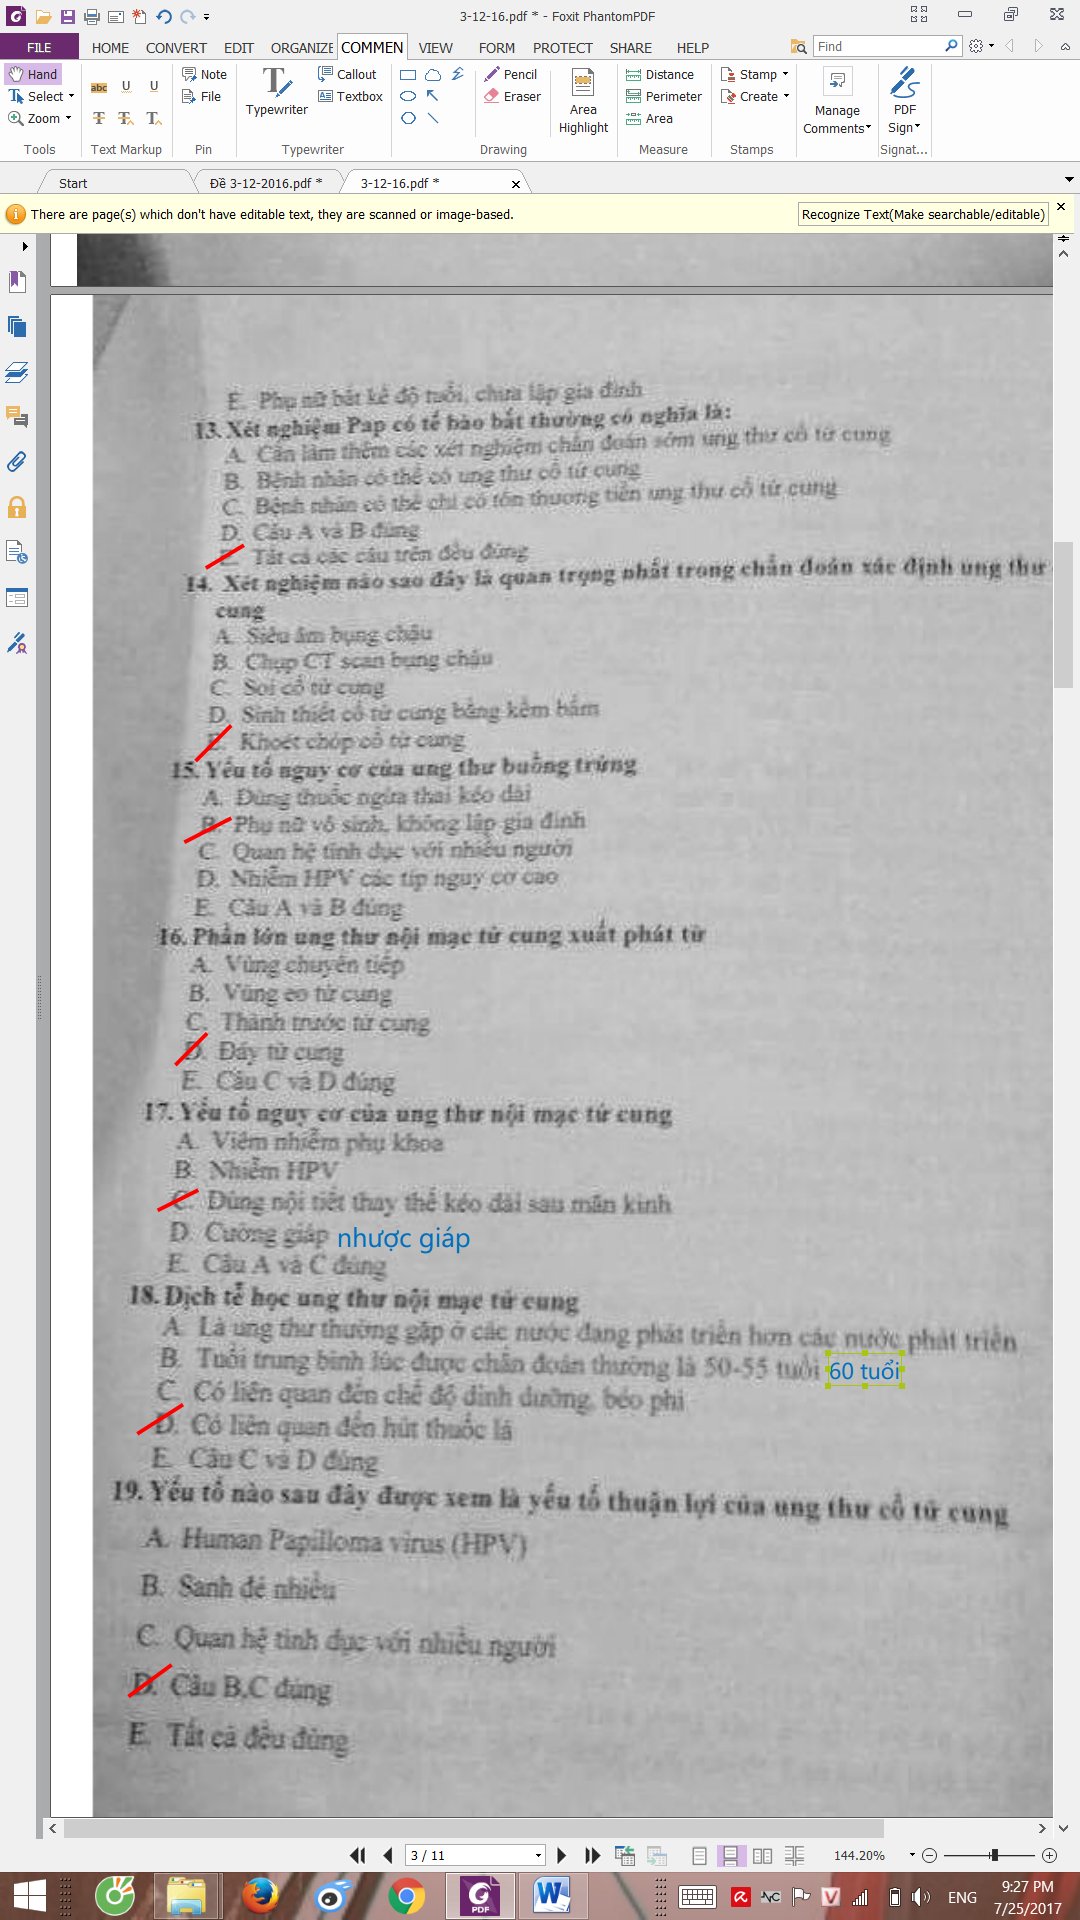 3-12-16.pdf * - Foxit PhantomPDF
FILE HOME CONVERT EDIT ORGANIZE COMMEN VIEW FORM PROTECT SHARE HELP Find
Hand Note Callout Pencil Distance Stamp
Select File Typewriter Textbox Eraser Area Highlight Perimeter Create Manage Comments PDF Sign
Zoom Area
Tools Text Markup Pin Typewriter Drawing Measure Stamps Signat...
Start Đề 3-12-2016.pdf * 3-12-16.pdf *
There are page(s) which don't have editable text, they are scanned or image-based. Recognize Text(Make searchable/editable)
E. Phụ nữ bất kể độ tuổi, chưa lập gia đình
13. Xét nghiệm Pap có tế bào bất thường có nghĩa là:
A. Cần làm thêm các xét nghiệm chẩn đoán sớm ung thư cổ tử cung
B. Bệnh nhân có thể có ung thư cổ tử cung
C. Bệnh nhân có thể chỉ có tổn thương tiền ung thư cổ tử cung
D. Câu A và B đúng
E. Tất cả các câu trên đều đúng
14. Xét nghiệm nào sao đây là quan trọng nhất trong chẩn đoán xác định ung thư
cung
A. Siêu âm bụng chậu
B. Chụp CT scan bụng chậu
C. Soi cổ tử cung
D. Sinh thiết cổ tử cung bằng kềm bấm
E. Khoét chóp cổ tử cung
15. Yếu tố nguy cơ của ung thư buồng trứng
A. Dùng thuốc ngừa thai kéo dài
B. Phụ nữ vô sinh, không lập gia đình
C. Quan hệ tình dục với nhiều người
D. Nhiễm HPV các típ nguy cơ cao
E. Câu A và B đúng
16. Phần lớn ung thư nội mạc tử cung xuất phát từ
A. Vùng chuyển tiếp
B. Vùng eo tử cung
C. Thành trước tử cung
D. Đáy tử cung
E. Câu C và D đúng
17. Yếu tố nguy cơ của ung thư nội mạc tử cung
A. Viêm nhiễm phụ khoa
B. Nhiễm HPV
C. Dùng nội tiết thay thế kéo dài sau mãn kinh
D. Cường giáp nhược giáp
E. Câu A và C đúng
18. Dịch tễ học ung thư nội mạc tử cung
A. Là ung thư thường gặp ở các nước đang phát triển hơn các nước phát triển
B. Tuổi trung bình lúc được chẩn đoán thường là 50-55 tuổi 60 tuổi
C. Có liên quan đến chế độ dinh dưỡng, béo phì
D. Có liên quan đến hút thuốc lá
E. Câu C và D đúng
19. Yếu tố nào sau đây được xem là yếu tố thuận lợi của ung thư cổ tử cung
A. Human Papilloma virus (HPV)
B. Sanh đẻ nhiều
C. Quan hệ tình dục với nhiều người
D. Câu B,C đúng
E. Tất cả đều đúng
3 / 11 144.20%
ENG 9:27 PM
7/25/2017